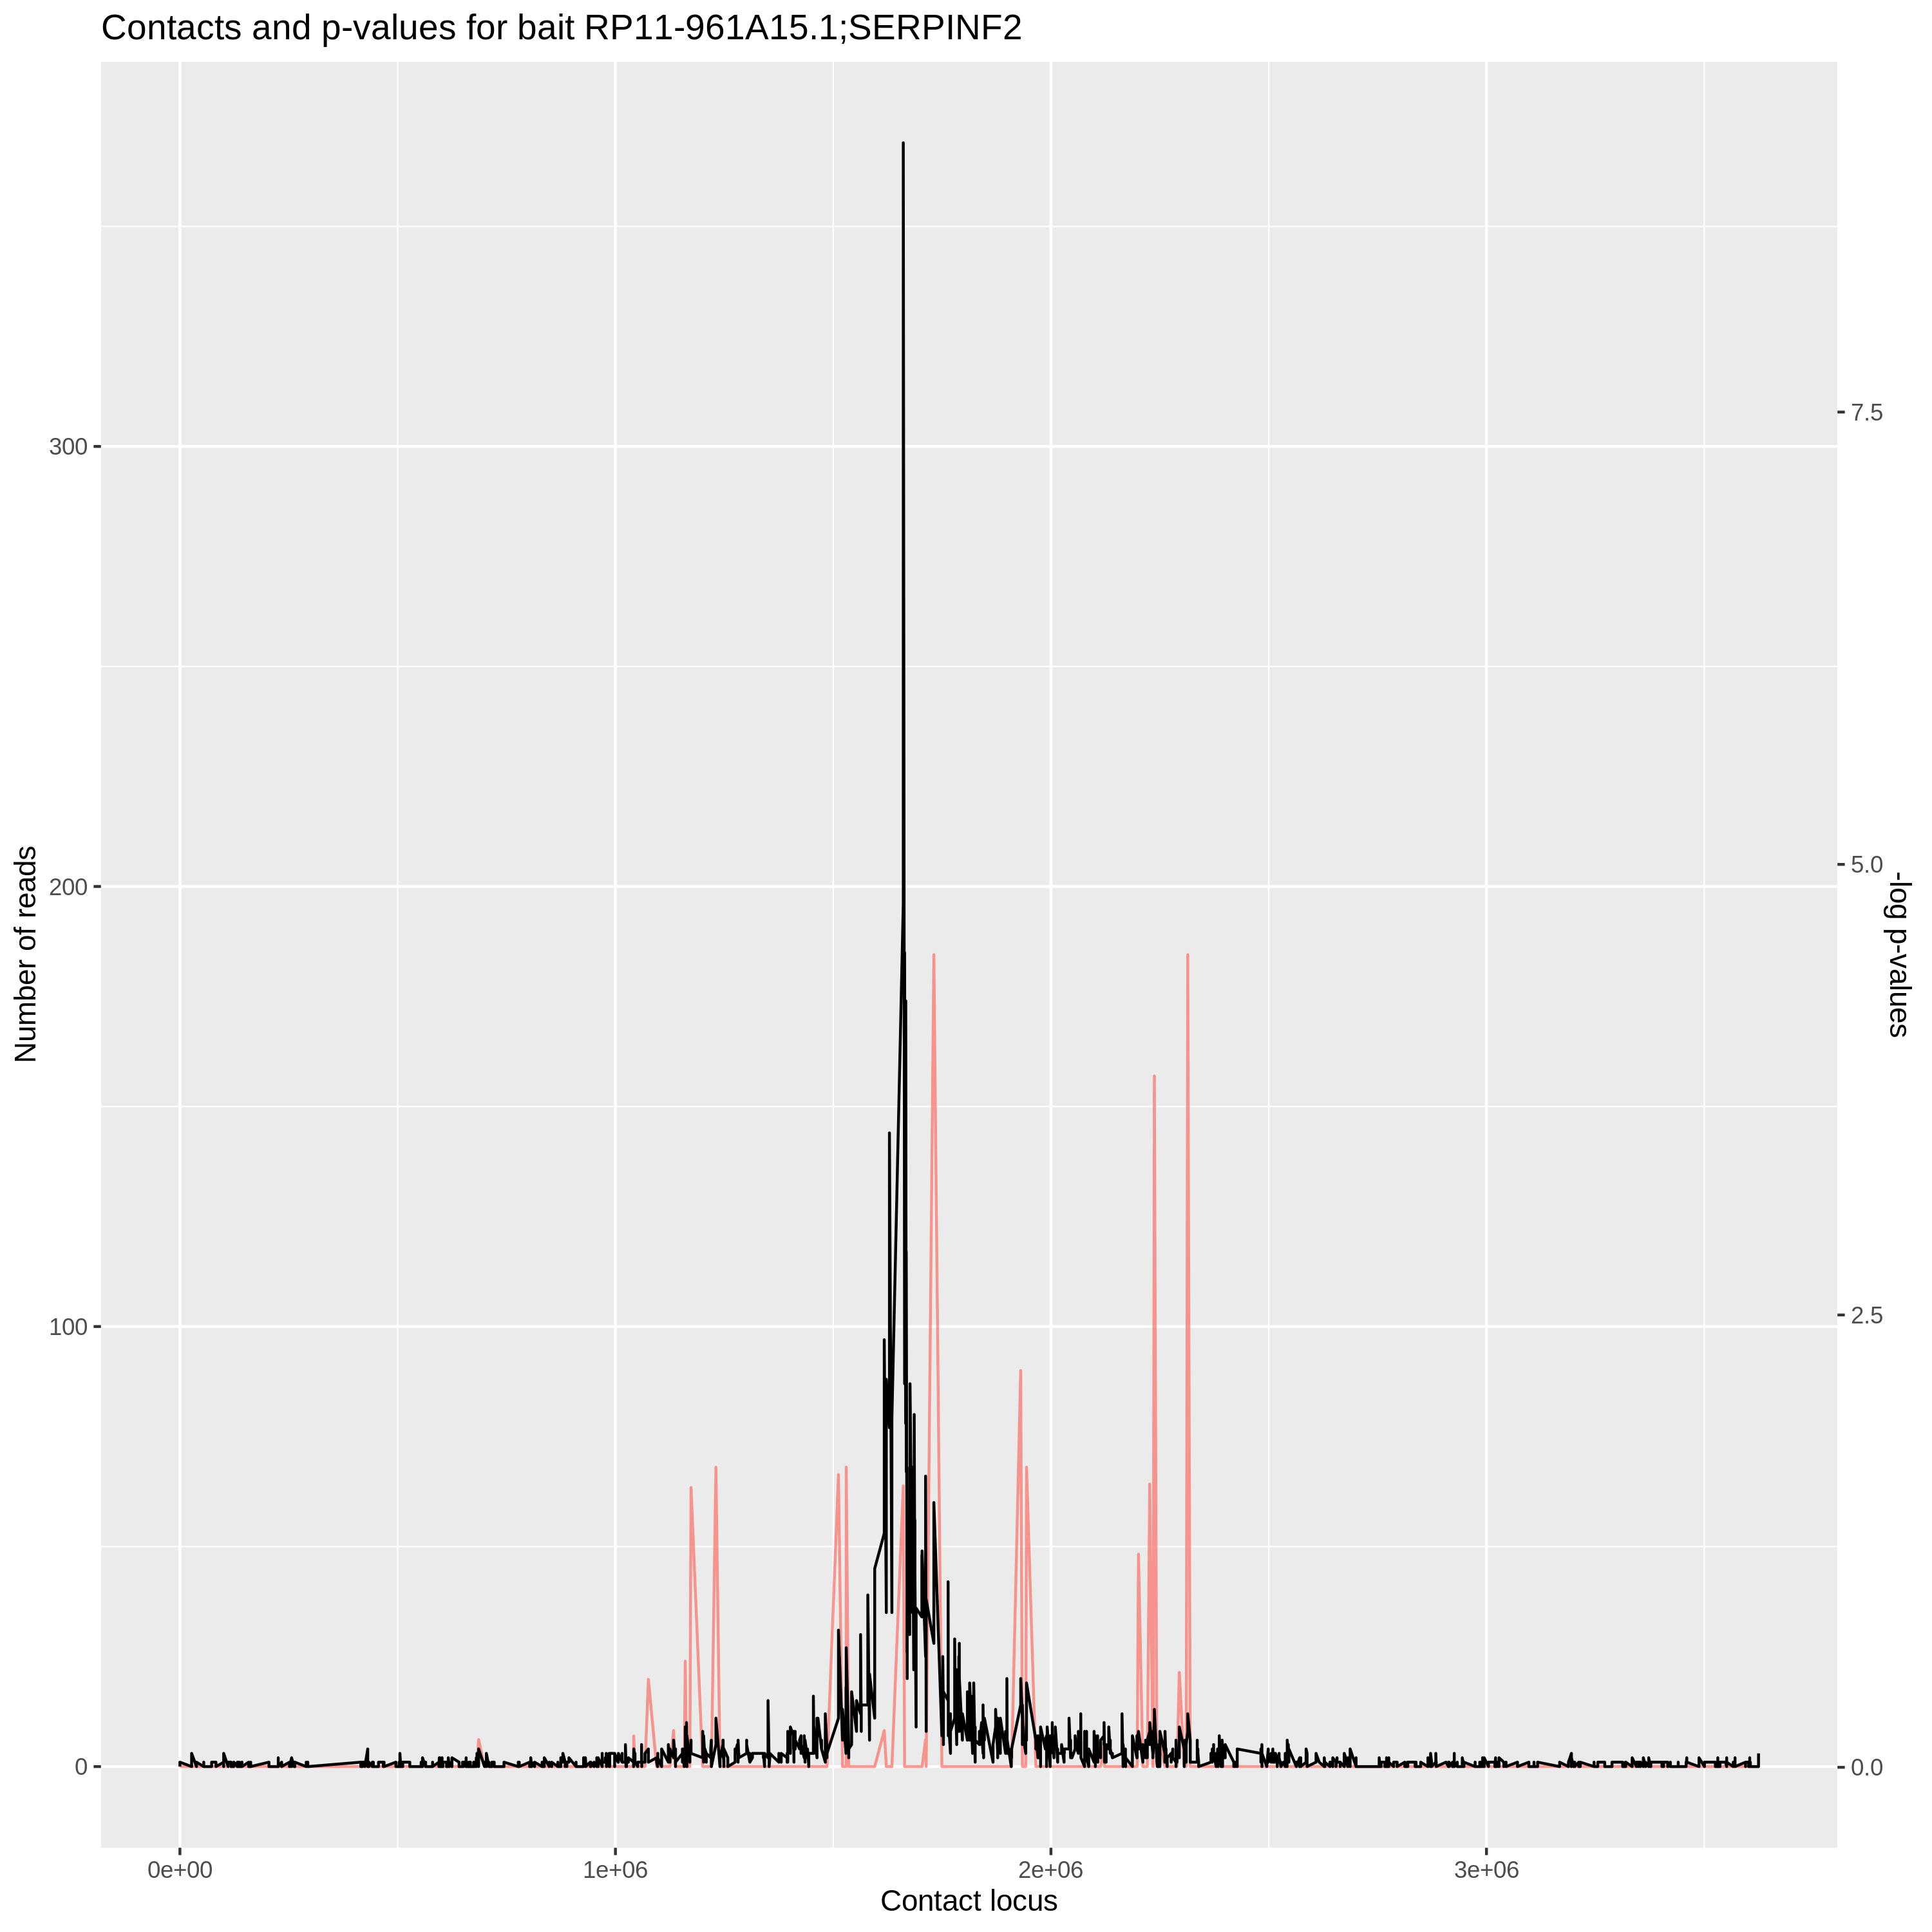 Contacts and p-values for bait RP11-961A15.1;SERPINF2
Number of reads
300
200
100
0
7.5
5.0
2.5
0.0
-log p-values
0e+00
1e+06
2e+06
3e+06
Contact locus